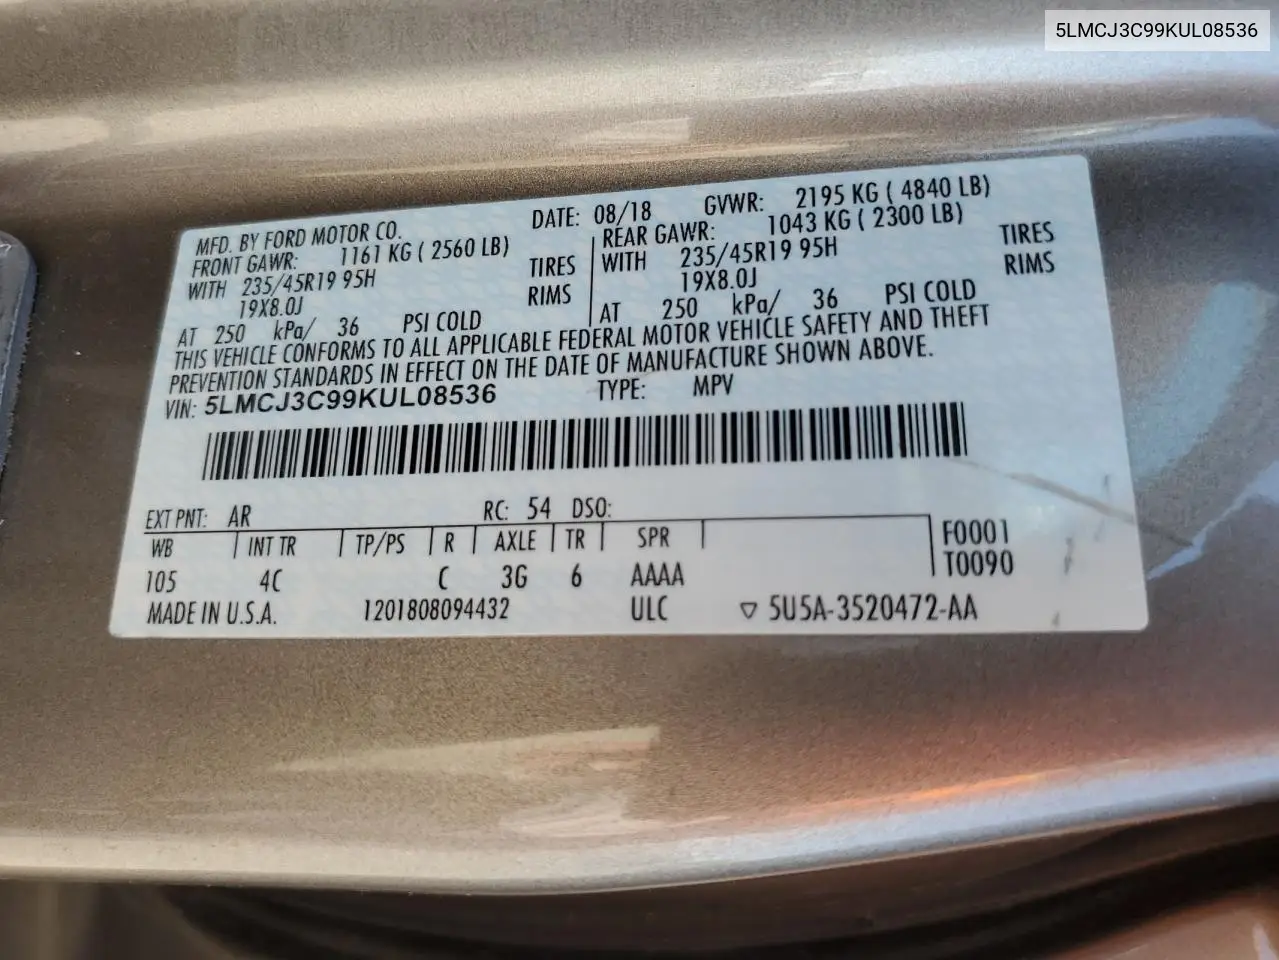 5LMCJ3C99KUL08536
MFD. BY FORD MOTOR CO. DATE: 08/18 GVWR: 2195 KG ( 4840 LB)
FRONT GAWR: 1161 KG ( 2560 LB) REAR GAWR: 1043 KG ( 2300 LB)
WITH 235/45R19 95H TIRES WITH 235/45R19 95H TIRES
19X8.0J RIMS 19X8.0J RIMS
AT 250 kPa/ 36 PSI COLD AT 250 kPa/ 36 PSI COLD
THIS VEHICLE CONFORMS TO ALL APPLICABLE FEDERAL MOTOR VEHICLE SAFETY AND THEFT
PREVENTION STANDARDS IN EFFECT ON THE DATE OF MANUFACTURE SHOWN ABOVE.
VIN: 5LMCJ3C99KUL08536 TYPE: MPV
EXT PNT: AR RC: 54 DSO:
WB INT TR TP/PS R AXLE TR SPR F0001
105 4C C 3G 6 AAAA T0090
MADE IN U.S.A. 1201808094432 ULC ▽ 5U5A-3520472-AA